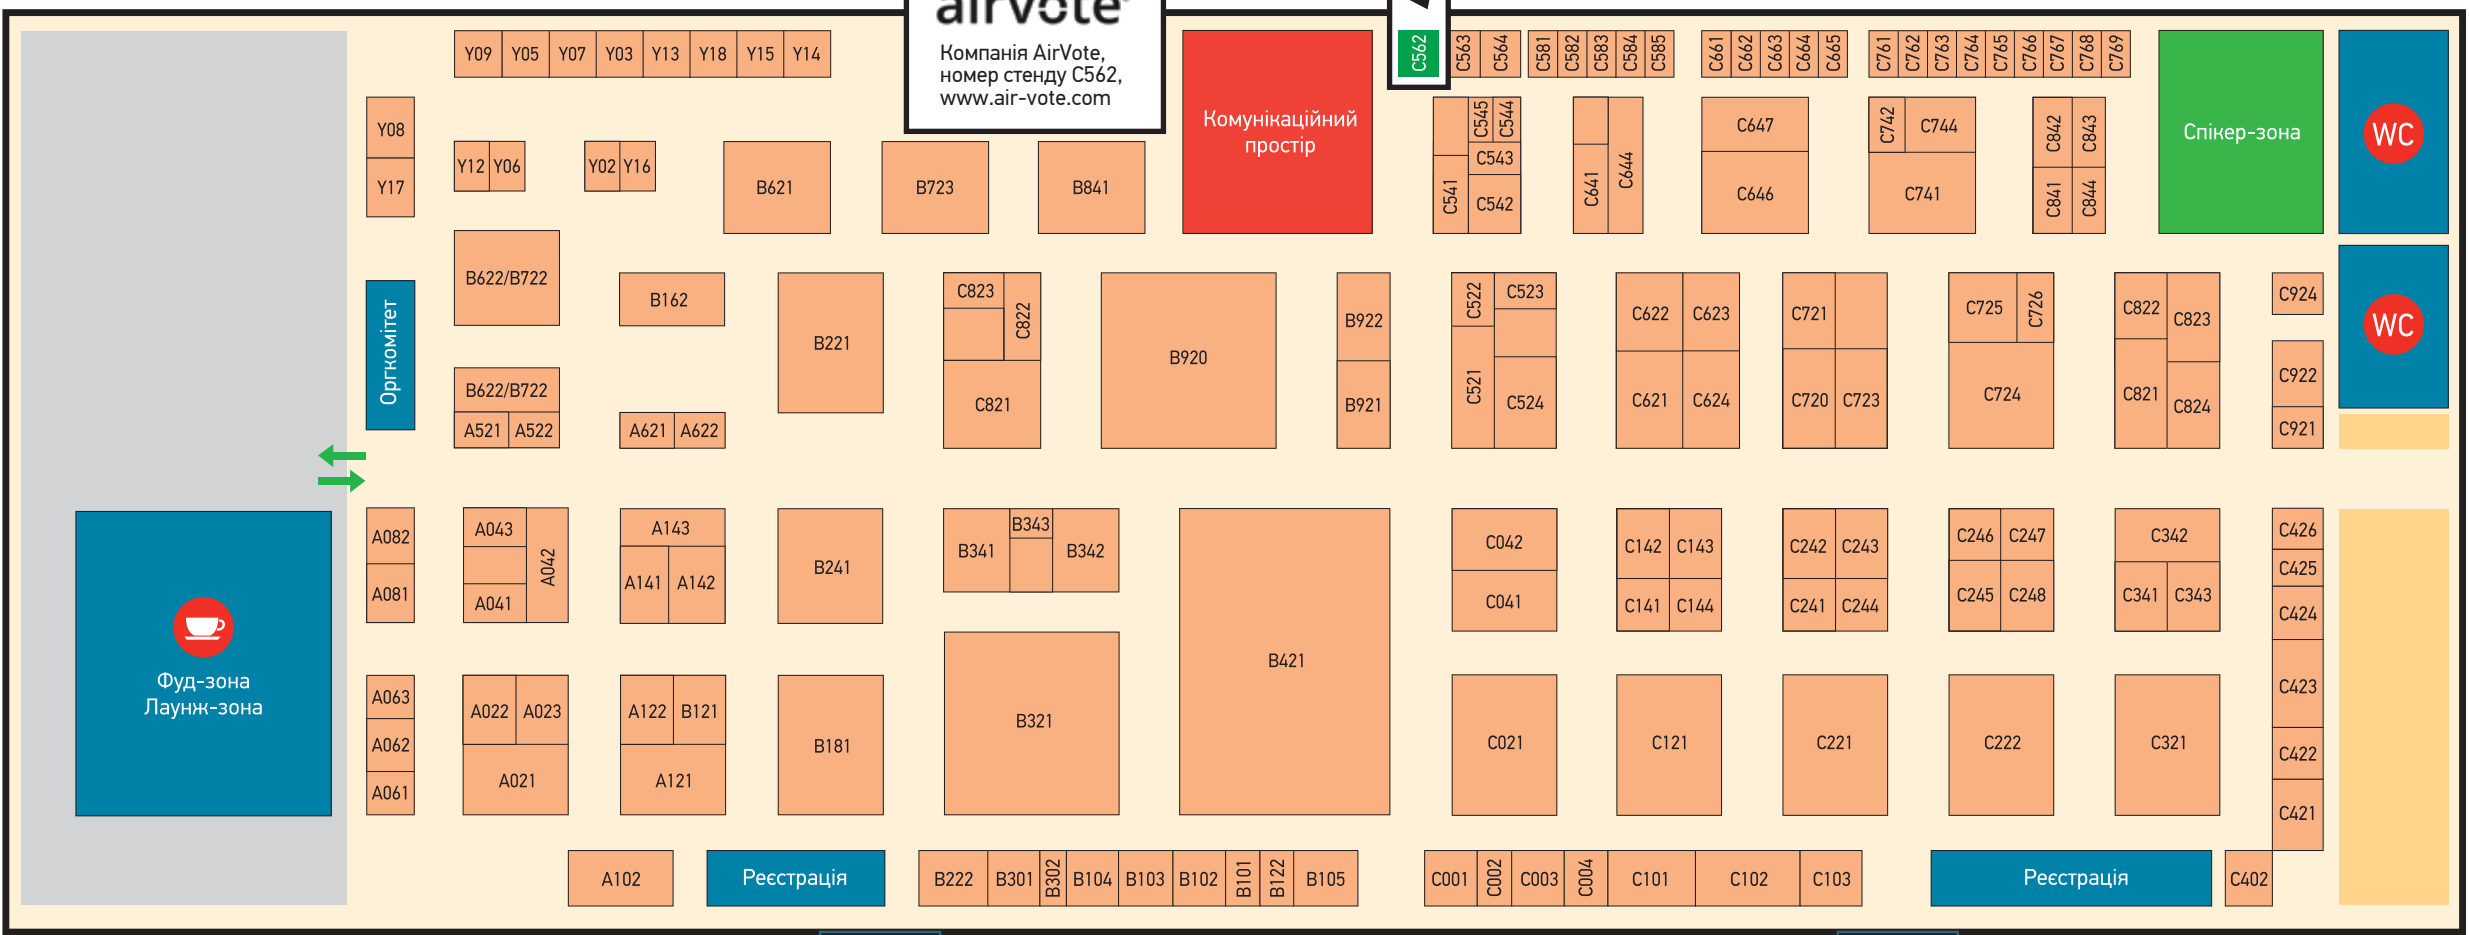 airvote
Компанія AirVote,
номер стенду C562,
www.air-vote.com
Y09 Y05 Y07 Y03 Y13 Y18 Y15 Y14
C562 C563 C564 C581 C582 C583 C584 C585 C661 C662 C663 C664 C665 C761 C762 C763 C764 C765 C766 C767 C768 C769
Y08
Y17
Y12 Y06 Y02 Y16
B621 B723 B841
Комунікаційний
простір
C545 C544
C543
C541 C542
C641 C644
C647
C646
C742 C744
C741
C842 C843
C841 C844
Спікер-зона
WC
Оргкомітет
B622/B722
B162
B221
C823
C822
C821
B920
B922
B921
C522 C523
C521 C524
C622 C623
C621 C624
C721
C720 C723
C725 C726
C724
C822 C823
C821 C824
C924
C922
C921
WC
B622/B722
A521 A522 A621 A622
A082
A081
A043
A042
A041
A143
A141 A142
B241
B341 B343 B342
B421
C042
C041
C142 C143
C141 C144
C242 C243
C241 C244
C246 C247
C245 C248
C342
C341 C343
C426
C425
C424
C423
C422
C421
Фуд-зона
Лаунж-зона
A063
A062
A061
A022 A023
A021
A122 B121
A121
B181
B321
C021 C121 C221 C222 C321
A102
Реєстрація
B222 B301 B302 B104 B103 B102 B101 B122 B105
C001 C002 C003 C004 C101 C102 C103
Реєстрація
C402